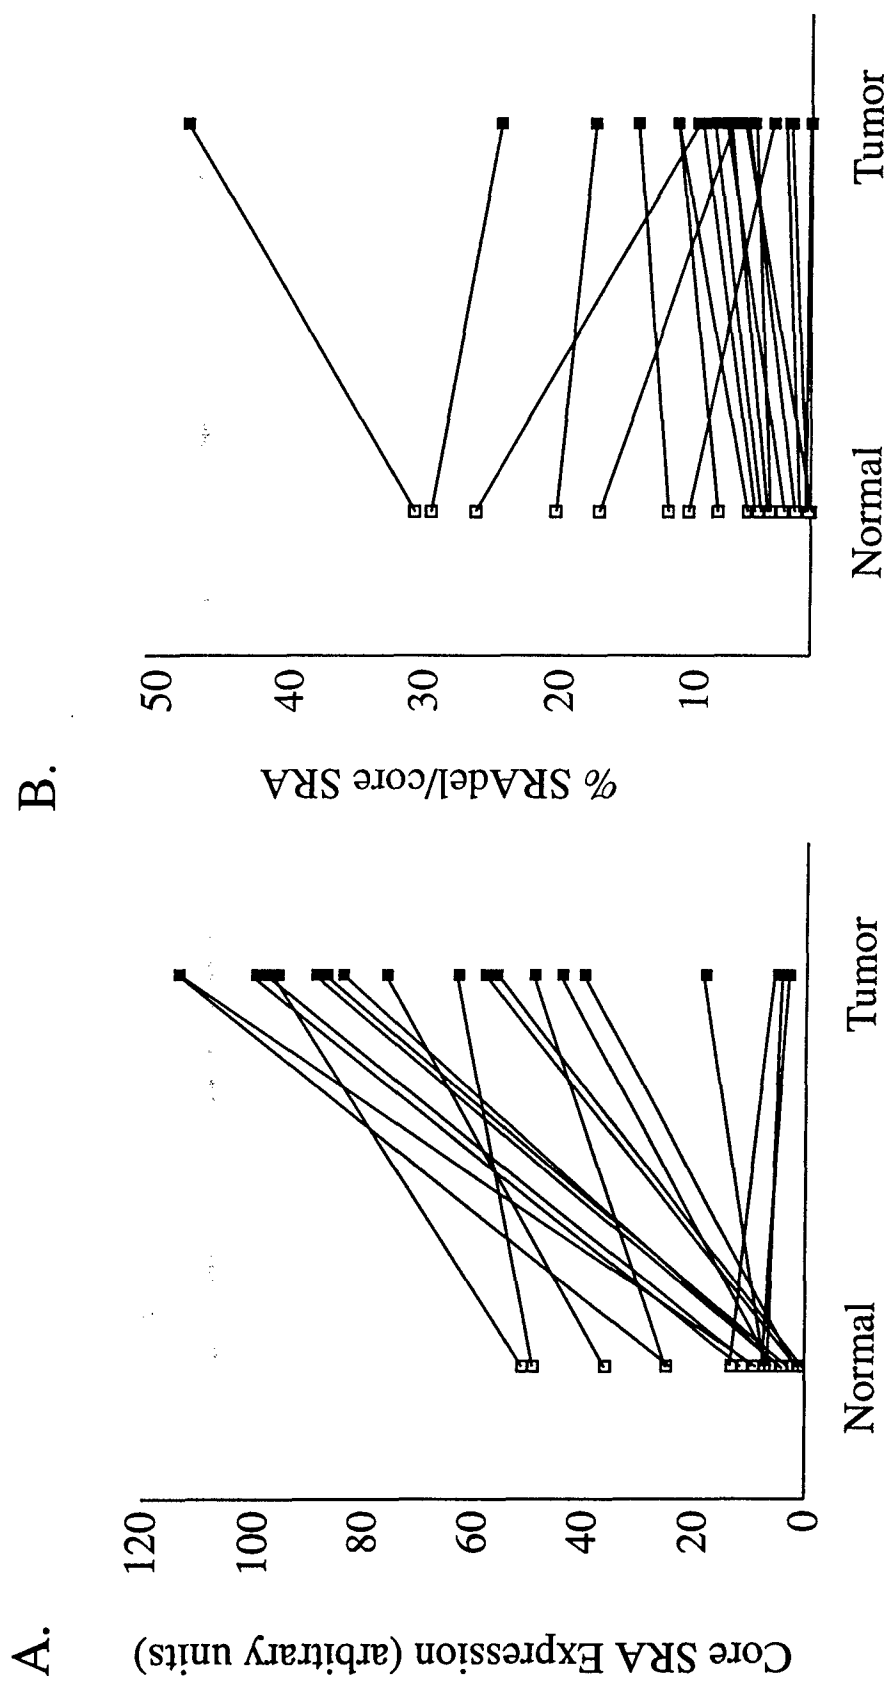 A.
Core SRA Expression (arbitrary units)
120
100
80
60
40
20
0
Normal
Tumor
B.
% SRAdel/core SRA
50
40
30
20
10
Normal
Tumor